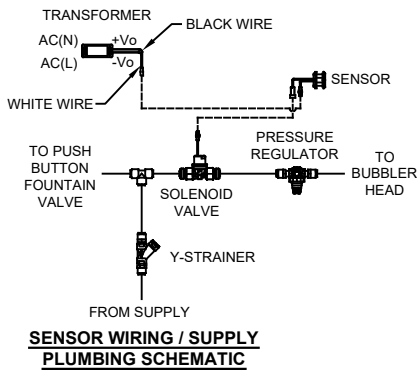 TRANSFORMER
BLACK WIRE
AC(N)
+Vo
AC(L)
-Vo
SENSOR
WHITE WIRE
PRESSURE
REGULATOR
TO PUSH
BUTTON
FOUNTAIN
VALVE
SOLENOID
VALVE
TO
BUBBLER
HEAD
Y-STRAINER
FROM SUPPLY
SENSOR WIRING / SUPPLY
PLUMBING SCHEMATIC